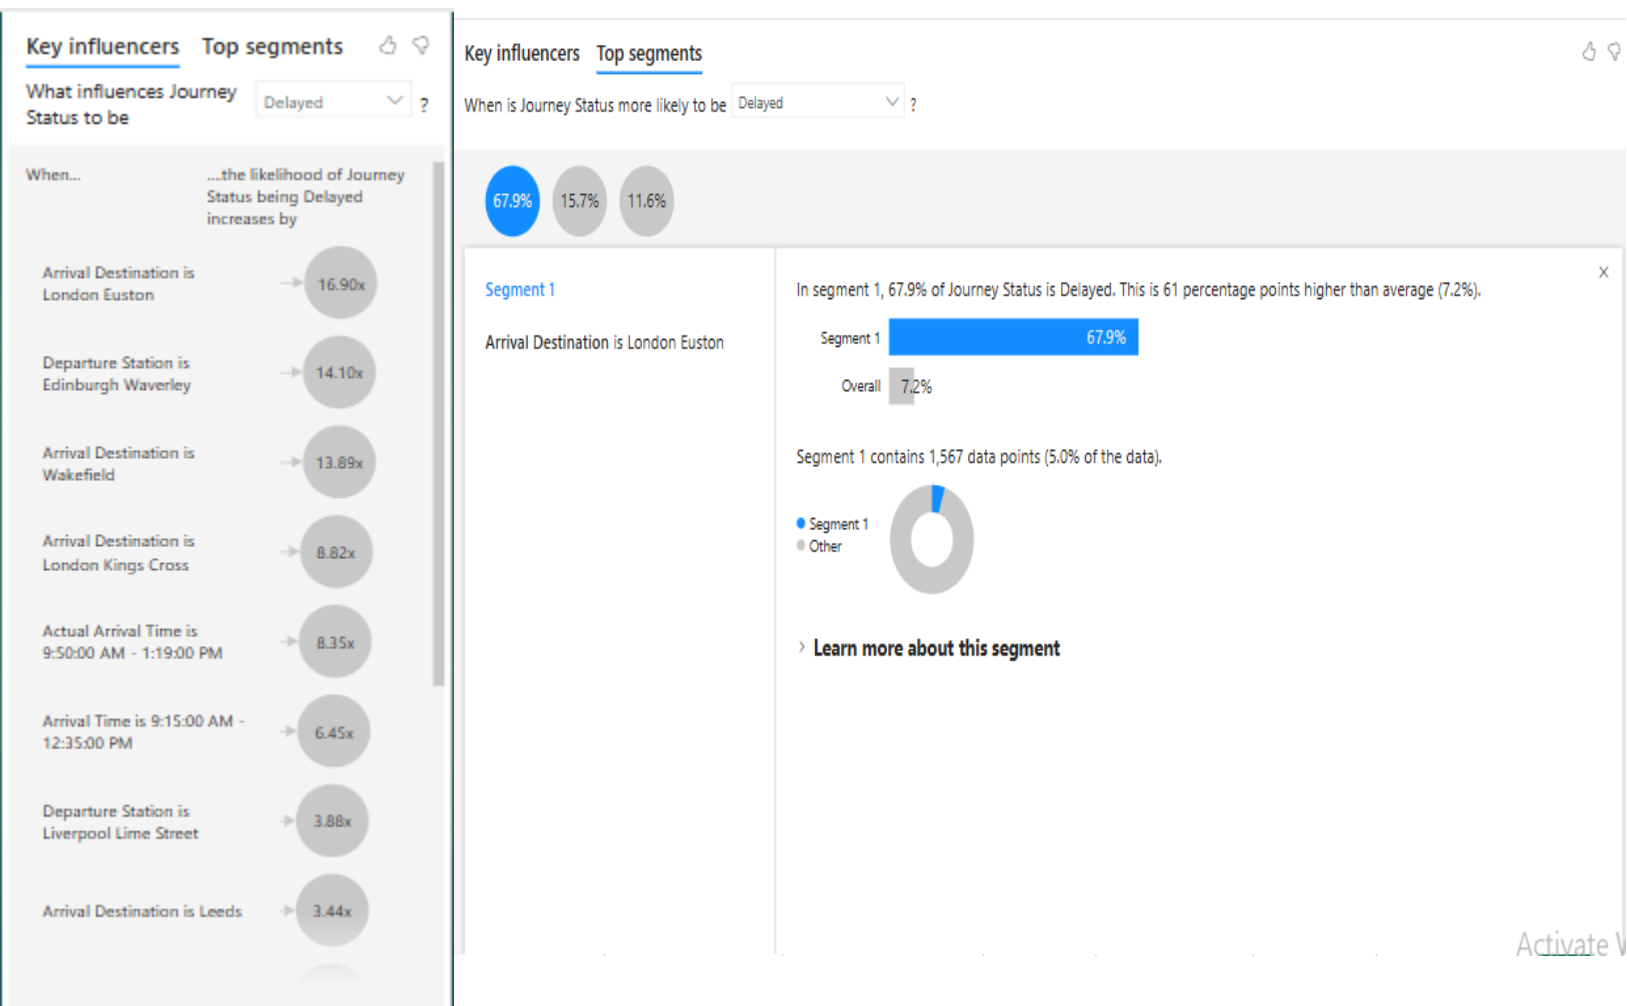 Key influencers Top segments
What influences Journey
Status to be
Delayed
?
When...
....the likelihood of Journey
Status being Delayed
increases by
Arrival Destination is
London Euston
16.90x
Departure Station is
Edinburgh Waverley
14.10x
Arrival Destination is
Wakefield
13.89x
Arrival Destination is
London Kings Cross
8.82x
Actual Arrival Time is
9:50:00 AM - 1:19:00 PM
8.35x
Arrival Time is 9:15:00 AM -
12:35:00 PM
6.45x
Departure Station is
Liverpool Lime Street
3.88x
Arrival Destination is Leeds
3.44x
Key influencers Top segments
When is Journey Status more likely to be Delayed ?
67.9% 15.7% 11.6%
Segment 1
Arrival Destination is London Euston
X
In segment 1, 67.9% of Journey Status is Delayed. This is 61 percentage points higher than average (7.2%).
Segment 1 67.9%
Overall 7.2%
Segment 1 contains 1,567 data points (5.0% of the data).
Segment 1
Other
> Learn more about this segment
Activate